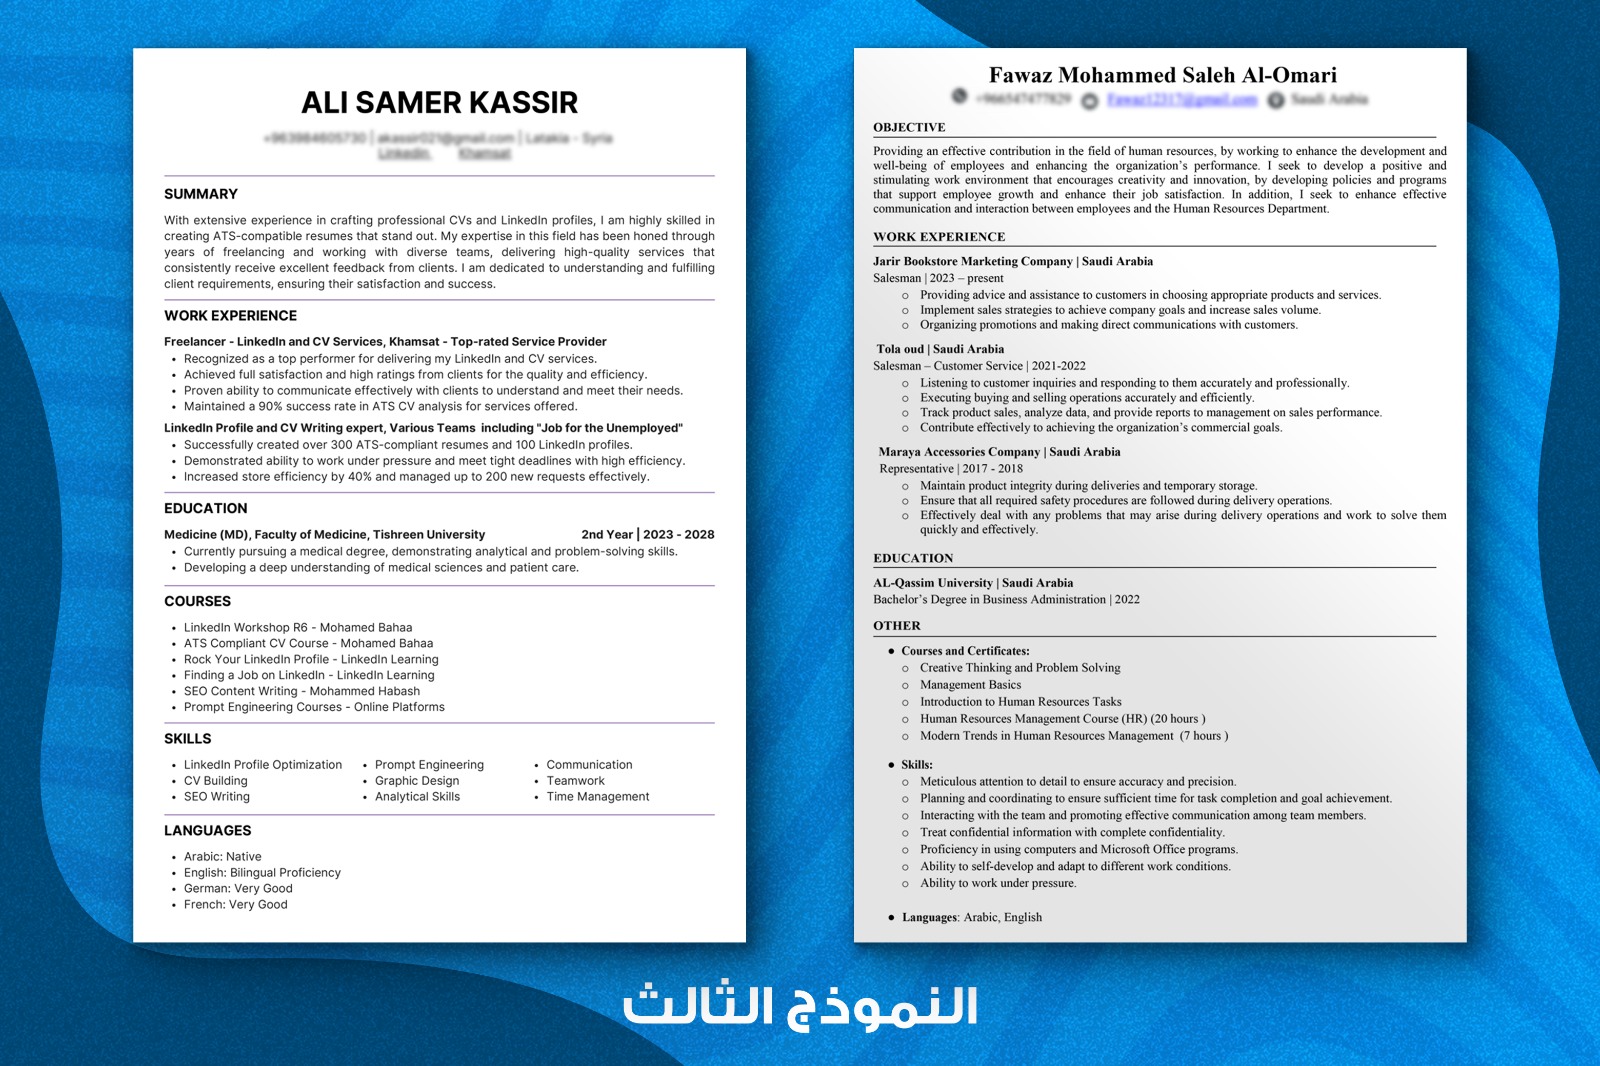 ALI SAMER KASSIR
Linkedin Khamsat
SUMMARY
With extensive experience in crafting professional CVs and LinkedIn profiles, I am highly skilled in
creating ATS-compatible resumes that stand out. My expertise in this field has been honed through
years of freelancing and working with diverse teams, delivering high-quality services that
consistently receive excellent feedback from clients. I am dedicated to understanding and fulfilling
client requirements, ensuring their satisfaction and success.
WORK EXPERIENCE
Freelancer - LinkedIn and CV Services, Khamsat - Top-rated Service Provider
• Recognized as a top performer for delivering my LinkedIn and CV services.
• Achieved full satisfaction and high ratings from clients for the quality and efficiency.
• Proven ability to communicate effectively with clients to understand and meet their needs.
• Maintained a 90% success rate in ATS CV analysis for services offered.
LinkedIn Profile and CV Writing expert, Various Teams including "Job for the Unemployed"
• Successfully created over 300 ATS-compliant resumes and 100 LinkedIn profiles.
• Demonstrated ability to work under pressure and meet tight deadlines with high efficiency.
• Increased store efficiency by 40% and managed up to 200 new requests effectively.
EDUCATION
Medicine (MD), Faculty of Medicine, Tishreen University 2nd Year | 2023 - 2028
• Currently pursuing a medical degree, demonstrating analytical and problem-solving skills.
• Developing a deep understanding of medical sciences and patient care.
COURSES
• LinkedIn Workshop R6 - Mohamed Bahaa
• ATS Compliant CV Course - Mohamed Bahaa
• Rock Your LinkedIn Profile - LinkedIn Learning
• Finding a Job on LinkedIn - LinkedIn Learning
• SEO Content Writing - Mohammed Habash
• Prompt Engineering Courses - Online Platforms
SKILLS
• LinkedIn Profile Optimization • Prompt Engineering • Communication
• CV Building • Graphic Design • Teamwork
• SEO Writing • Analytical Skills • Time Management
LANGUAGES
• Arabic: Native
• English: Bilingual Proficiency
• German: Very Good
• French: Very Good
Fawaz Mohammed Saleh Al-Omari
Saudi Arabia
OBJECTIVE
Providing an effective contribution in the field of human resources, by working to enhance the development and
well-being of employees and enhancing the organization's performance. I seek to develop a positive and
stimulating work environment that encourages creativity and innovation, by developing policies and programs
that support employee growth and enhance their job satisfaction. In addition, I seek to enhance effective
communication and interaction between employees and the Human Resources Department.
WORK EXPERIENCE
Jarir Bookstore Marketing Company | Saudi Arabia
Salesman | 2023 – present
o Providing advice and assistance to customers in choosing appropriate products and services.
o Implement sales strategies to achieve company goals and increase sales volume.
o Organizing promotions and making direct communications with customers.
Tola oud | Saudi Arabia
Salesman – Customer Service | 2021-2022
o Listening to customer inquiries and responding to them accurately and professionally.
o Executing buying and selling operations accurately and efficiently.
o Track product sales, analyze data, and provide reports to management on sales performance.
o Contribute effectively to achieving the organization's commercial goals.
Maraya Accessories Company | Saudi Arabia
Representative | 2017 - 2018
o Maintain product integrity during deliveries and temporary storage.
o Ensure that all required safety procedures are followed during delivery operations.
o Effectively deal with any problems that may arise during delivery operations and work to solve them
quickly and effectively.
EDUCATION
AL-Qassim University | Saudi Arabia
Bachelor's Degree in Business Administration | 2022
OTHER
● Courses and Certificates:
o Creative Thinking and Problem Solving
o Management Basics
o Introduction to Human Resources Tasks
o Human Resources Management Course (HR) (20 hours )
o Modern Trends in Human Resources Management (7 hours )
● Skills:
o Meticulous attention to detail to ensure accuracy and precision.
o Planning and coordinating to ensure sufficient time for task completion and goal achievement.
o Interacting with the team and promoting effective communication among team members.
o Treat confidential information with complete confidentiality.
o Proficiency in using computers and Microsoft Office programs.
o Ability to self-develop and adapt to different work conditions.
o Ability to work under pressure.
● Languages: Arabic, English
النموذج الثالث